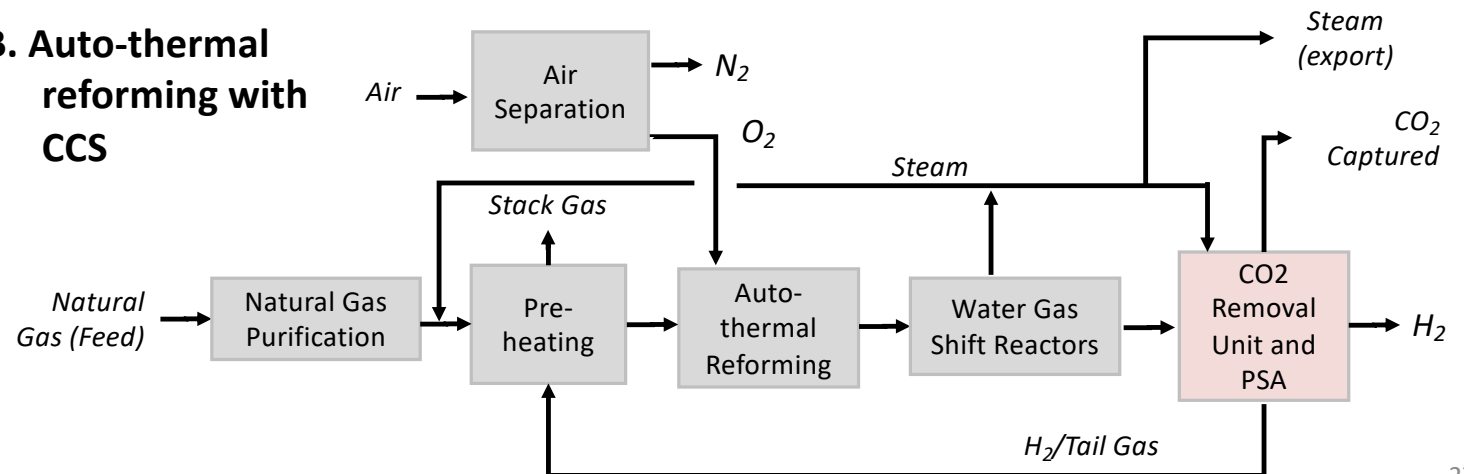 B. Auto-thermal
reforming with
CCS
Air
Air
Separation
N2
O2
Steam
(export)
CO2
Captured
Steam
Stack Gas
Natural
Gas (Feed)
Natural Gas
Purification
Pre-
heating
Auto-
thermal
Reforming
Water Gas
Shift Reactors
CO2
Removal
Unit and
PSA
H2
H2/Tail Gas